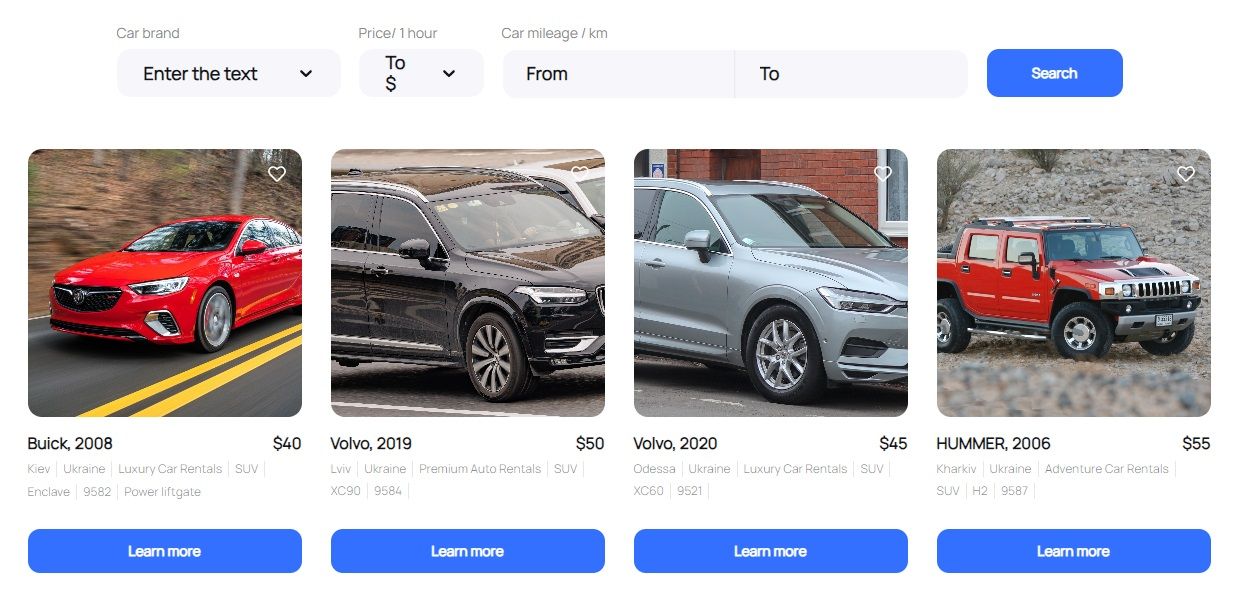 Car brand Price/ 1 hour Car mileage / km
Enter the text To $ From To Search
Buick, 2008 $40
Kiev Ukraine Luxury Car Rentals SUV
Enclave 9582 Power liftgate
Learn more
Volvo, 2019 $50
Lviv Ukraine Premium Auto Rentals SUV
XC90 9584
Learn more
Volvo, 2020 $45
Odessa Ukraine Luxury Car Rentals SUV
XC60 9521
Learn more
HUMMER, 2006 $55
Kharkiv Ukraine Adventure Car Rentals
SUV H2 9587
Learn more